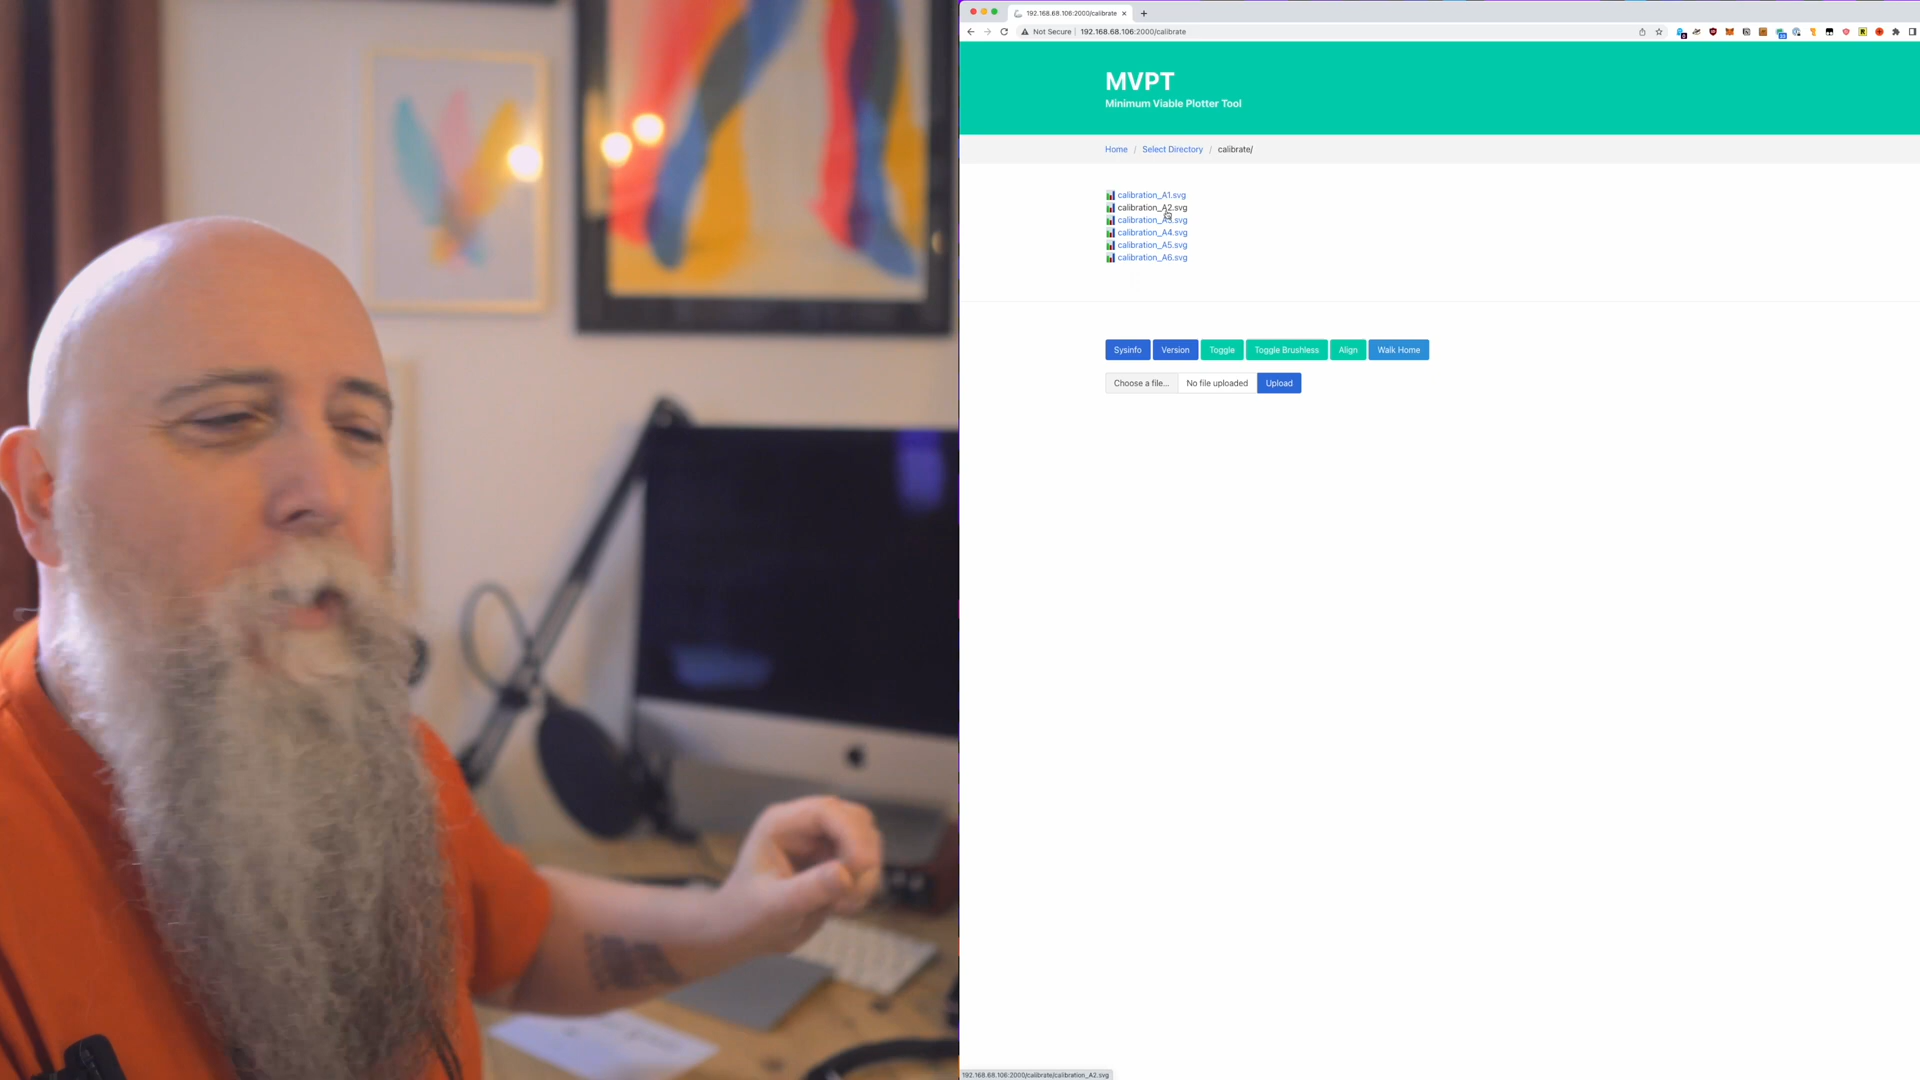 192.168.68.106:2000/calibrate
Not Secure | 192.168.68.106:2000/calibrate
MVPT
Minimum Viable Plotter Tool
Home / Select Directory / calibrate/
calibration_A1.svg
calibration_A2.svg
calibration_A3.svg
calibration_A4.svg
calibration_A5.svg
calibration_A6.svg
Sysinfo Version Toggle Toggle Brushless Align Walk Home
Choose a file... No file uploaded Upload
192.168.68.106:2000/calibrate/calibration_A2.svg